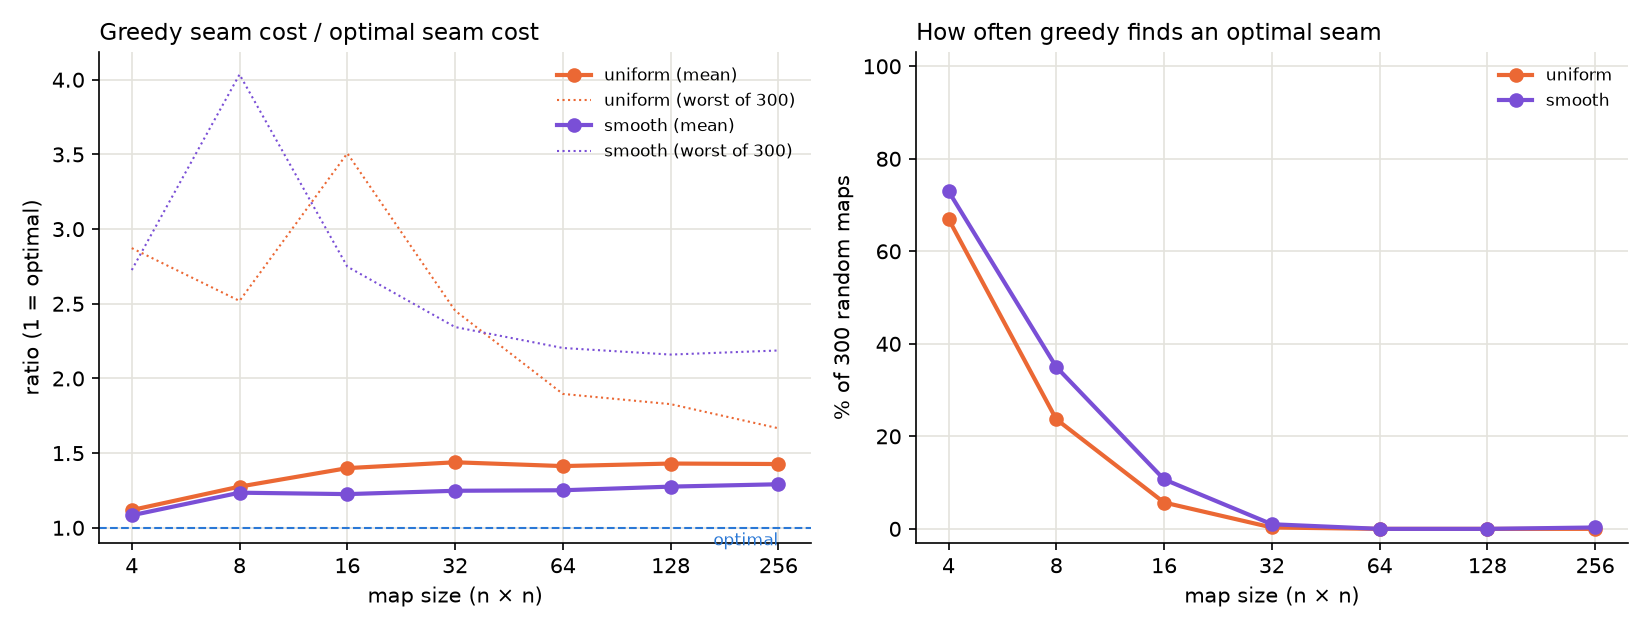 Greedy seam cost / optimal seam cost
ratio (1 = optimal)
4.0
3.5
3.0
2.5
2.0
1.5
1.0
uniform (mean)
uniform (worst of 300)
smooth (mean)
smooth (worst of 300)
optimal
4 8 16 32 64 128 256
map size (n × n)
How often greedy finds an optimal seam
% of 300 random maps
100
80
60
40
20
0
uniform
smooth
4 8 16 32 64 128 256
map size (n × n)